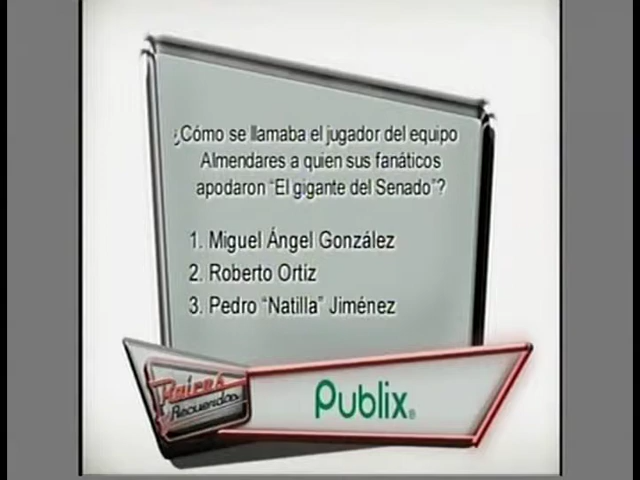 ¿Cómo se llamaba el jugador del equipo
Almendares a quien sus fanáticos
apodaron “El gigante del Senado”?
1. Miguel Ángel González
2. Roberto Ortiz
3. Pedro “Natilla” Jiménez
Raíces
y Recuerdos
Publix®